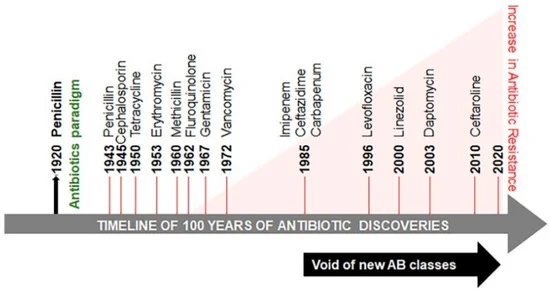 1920 Penicillin
Antibiotics paradigm
1943 Penicillin
1945 Cephalosporin
1950 Tetracycline
1953 Erythromycin
1960 Methicillin
1962 Fluroquinolone
1967 Gentamicin
1972 Vancomycin
Imipenem
1985 Ceftazidime
Carbapenum
1996 Levofloxacin
2000 Linezolid
2003 Daptomycin
2010 Ceftaroline
2020
Increase in Antibiotic Resistance
TIMELINE OF 100 YEARS OF ANTIBIOTIC DISCOVERIES
Void of new AB classes